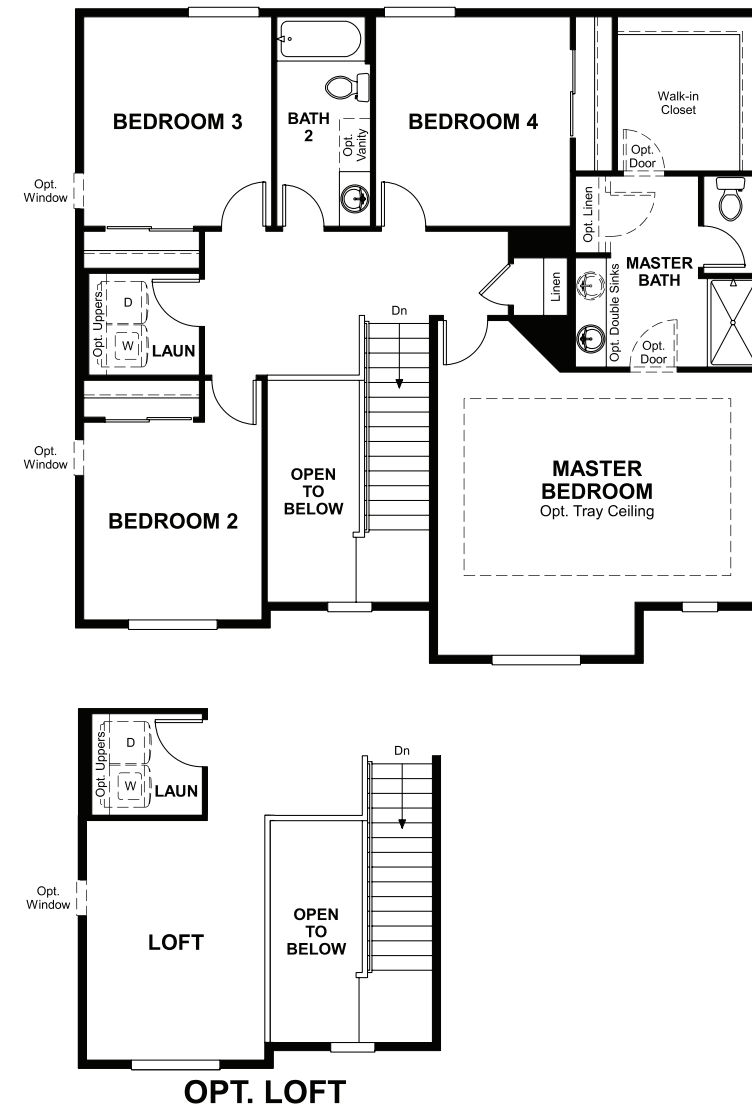 BEDROOM 3
BATH
2
Opt.
Vanity
BEDROOM 4
Walk-in
Closet
Opt.
Door
Opt.
Window
Opt. Linen
MASTER
BATH
Opt. Double Sinks
Opt.
Door
Linen
Opt. Uppers
D
W
LAUN
Dn
Opt.
Window
BEDROOM 2
OPEN
TO
BELOW
MASTER
BEDROOM
Opt. Tray Ceiling
Opt. Uppers
D
W
LAUN
Dn
Opt.
Window
LOFT
OPEN
TO
BELOW
OPT. LOFT